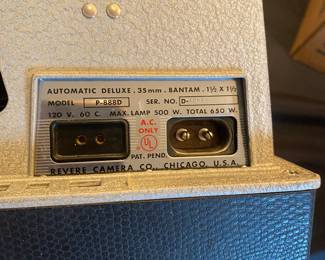 AUTOMATIC DELUXE . 35mm . BANTAM . 1½ X 1½
MODEL P-888D SER. NO. D-
120 V. 60 C. MAX. LAMP 500 W. TOTAL 650 W.
A.C.
ONLY
UL
PAT. PEND.
REVERE CAMERA CO., CHICAGO, U.S.A.